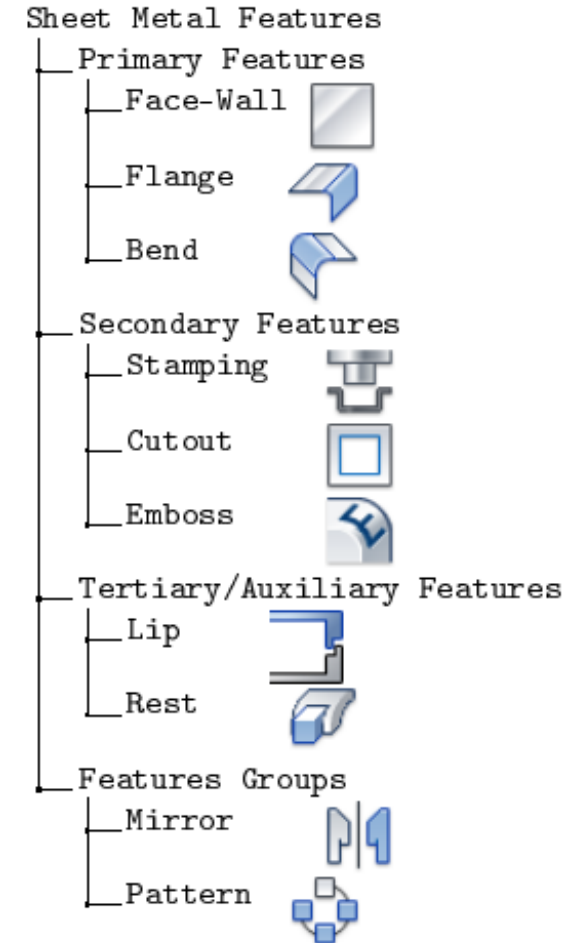 Sheet Metal Features
Primary Features
Face-Wall
Flange
Bend
Secondary Features
Stamping
Cutout
Emboss
E
Tertiary/Auxiliary Features
Lip
Rest
Features Groups
Mirror
Pattern